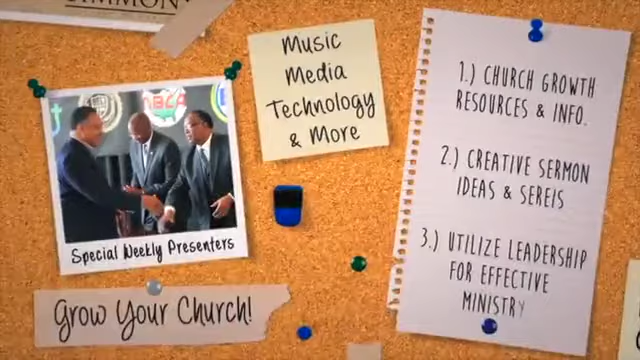 Music
Media
Technology
& More
1.) CHURCH GROWTH
RESOURCES & INFO.
2.) CREATIVE SERMON
IDEAS & SEREIS
3.) UTILIZE LEADERSHIP
FOR EFFECTIVE
MINISTRY
Special Weekly Presenters
Grow Your Church!